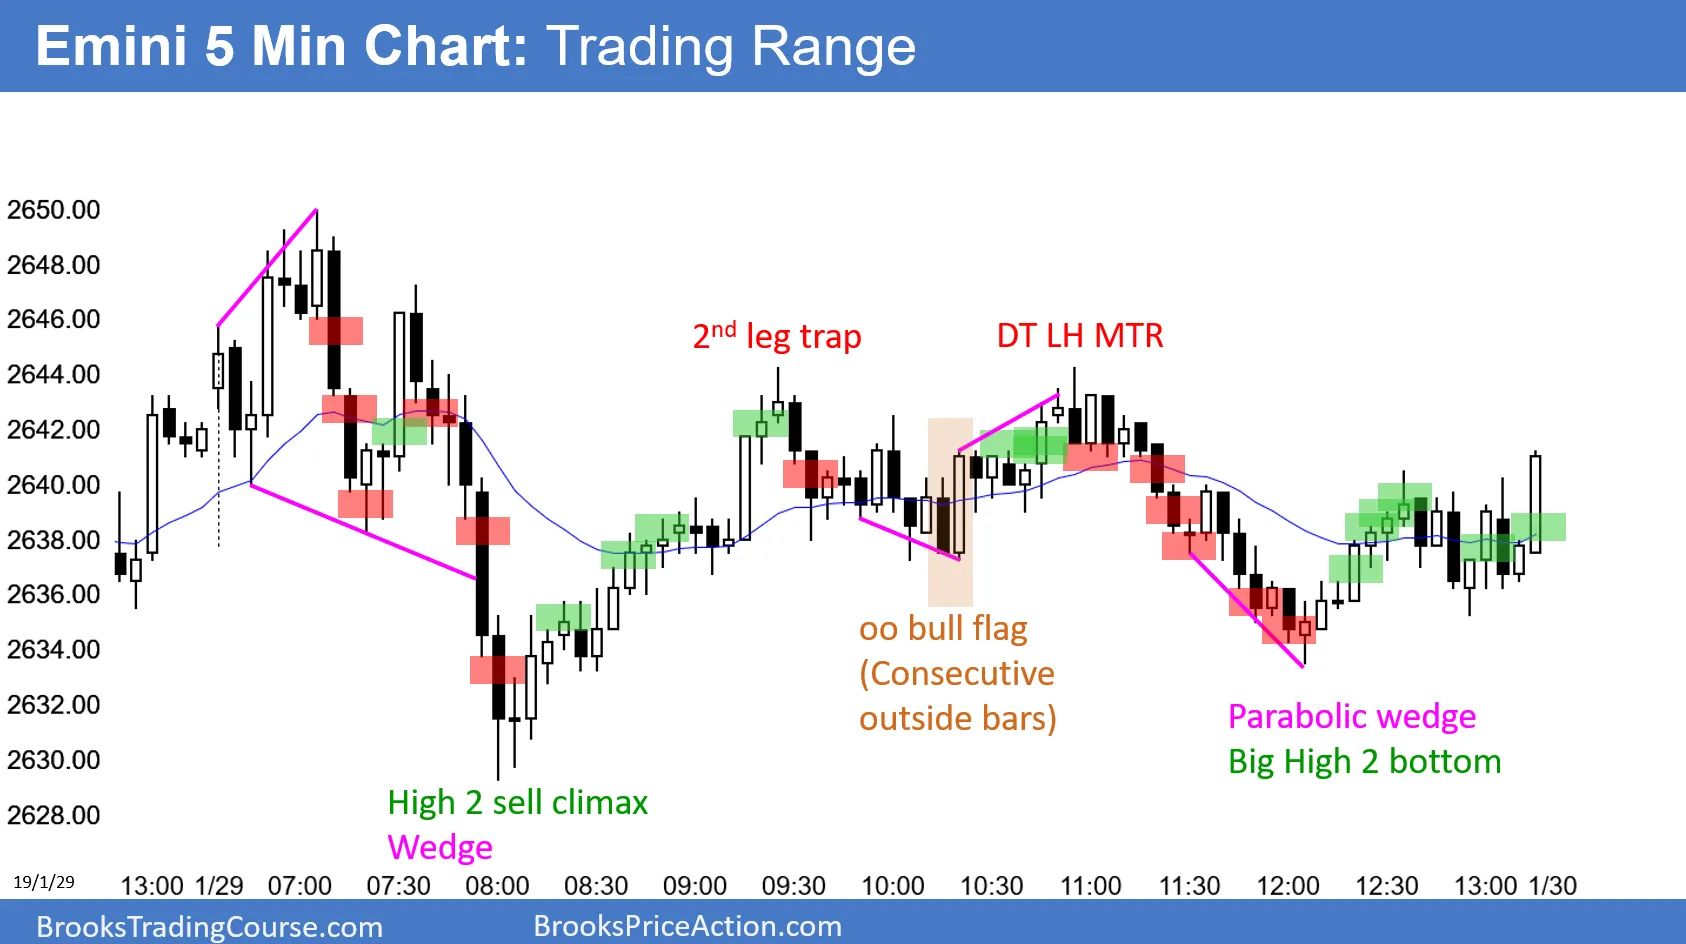 Emini 5 Min Chart: Trading Range
2650.00
2648.00
2646.00
2644.00
2642.00
2640.00
2638.00
2636.00
2634.00
2632.00
2630.00
2628.00
2nd leg trap
DT LH MTR
oo bull flag
(Consecutive
outside bars)
Parabolic wedge
Big High 2 bottom
High 2 sell climax
Wedge
19/1/29
13:00 1/29 07:00 07:30 08:00 08:30 09:00 09:30 10:00 10:30 11:00 11:30 12:00 12:30 13:00 1/30
BrooksTradingCourse.com BrooksPriceAction.com